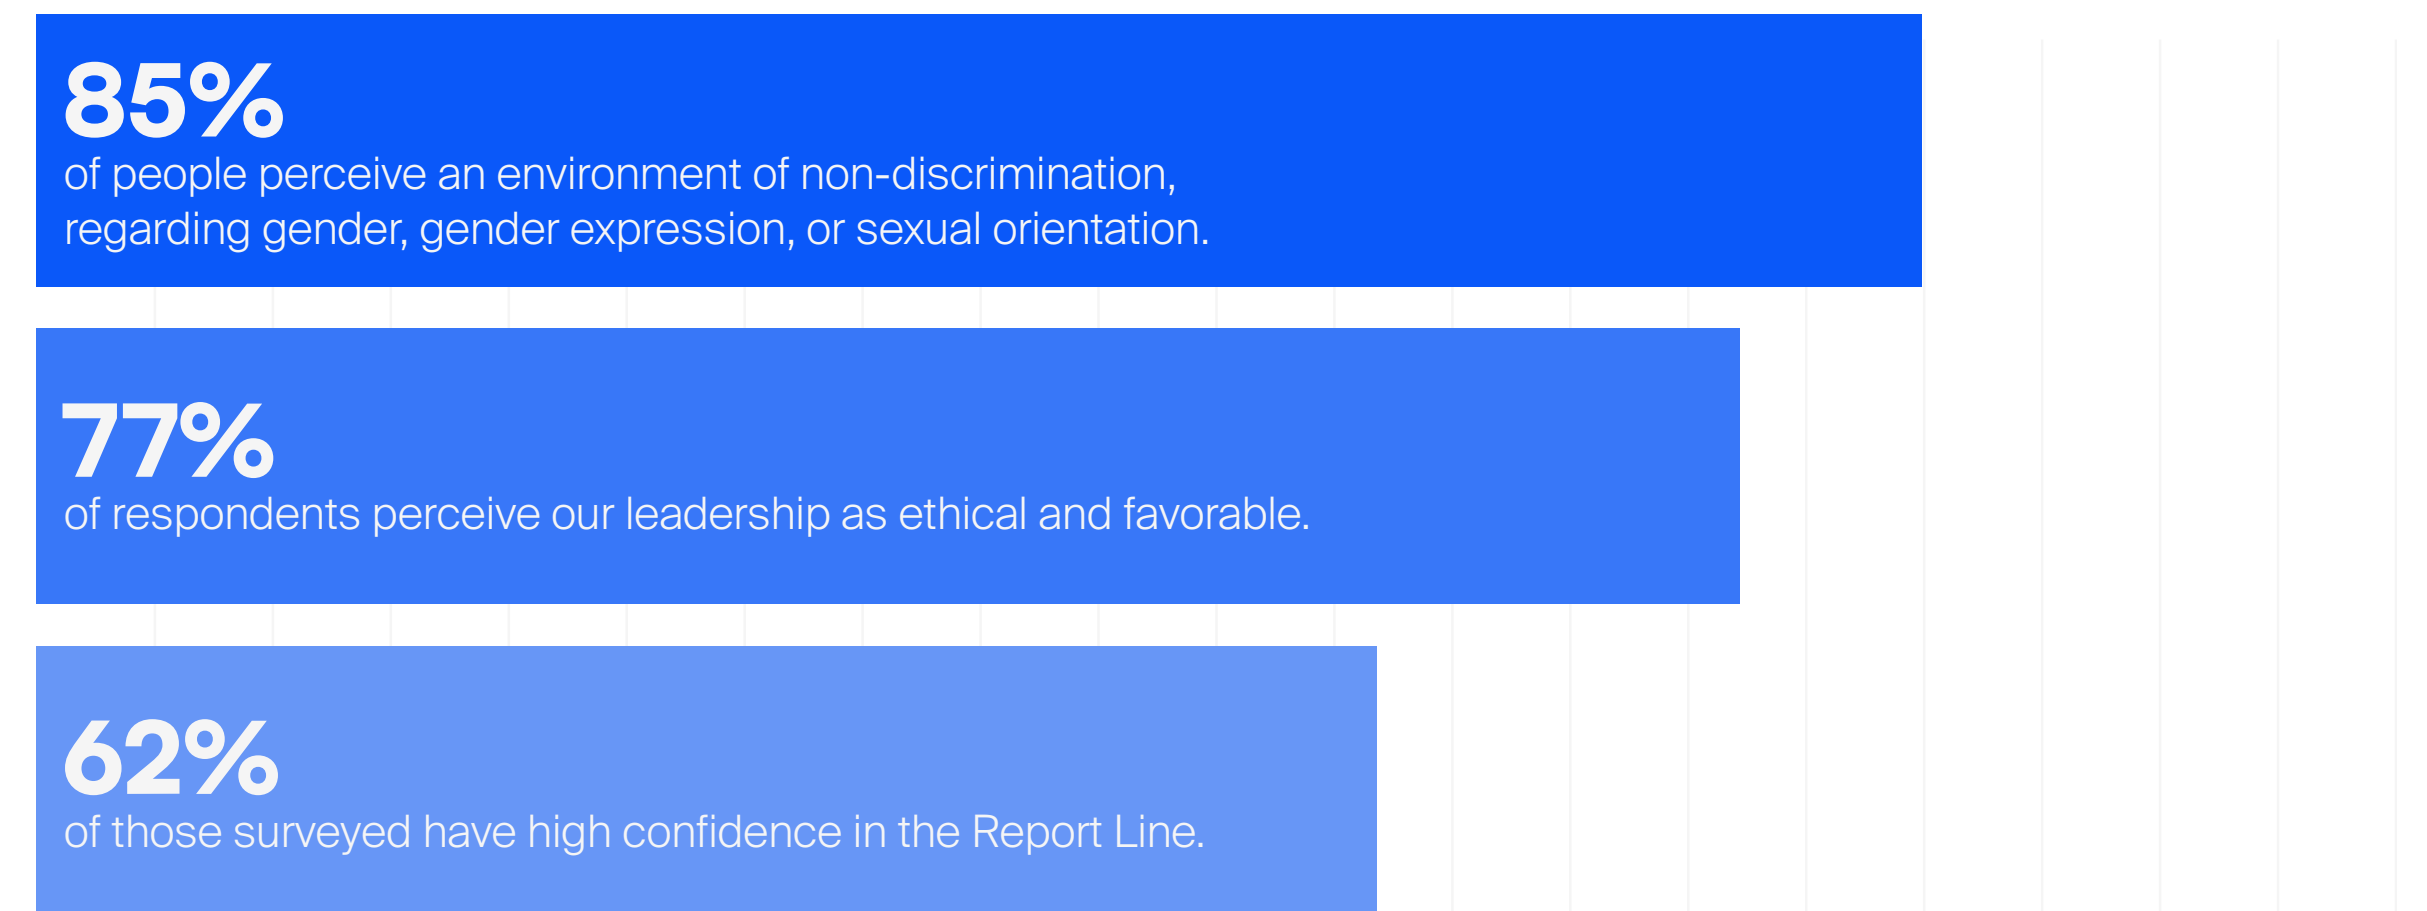 85%
of people perceive an environment of non-discrimination,
regarding gender, gender expression, or sexual orientation.
77%
of respondents perceive our leadership as ethical and favorable.
62%
of those surveyed have high confidence in the Report Line.